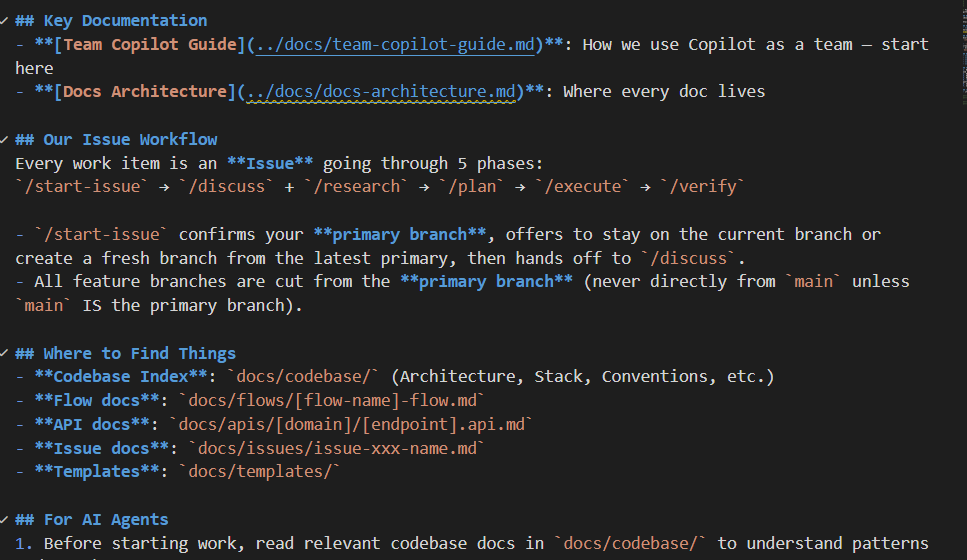 ## Key Documentation
- **[Team Copilot Guide](../docs/team-copilot-guide.md)**: How we use Copilot as a team — start
here
- **[Docs Architecture](../docs/docs-architecture.md)**: Where every doc lives
## Our Issue Workflow
Every work item is an **Issue** going through 5 phases:
`/start-issue` → `/discuss` + `/research` → `/plan` → `/execute` → `/verify`
- `/start-issue` confirms your **primary branch**, offers to stay on the current branch or
create a fresh branch from the latest primary, then hands off to `/discuss`.
- All feature branches are cut from the **primary branch** (never directly from `main` unless
`main` IS the primary branch).
## Where to Find Things
- **Codebase Index**: `docs/codebase/` (Architecture, Stack, Conventions, etc.)
- **Flow docs**: `docs/flows/[flow-name]-flow.md`
- **API docs**: `docs/apis/[domain]/[endpoint].api.md`
- **Issue docs**: `docs/issues/issue-xxx-name.md`
- **Templates**: `docs/templates/`
## For AI Agents
1. Before starting work, read relevant codebase docs in `docs/codebase/` to understand patterns